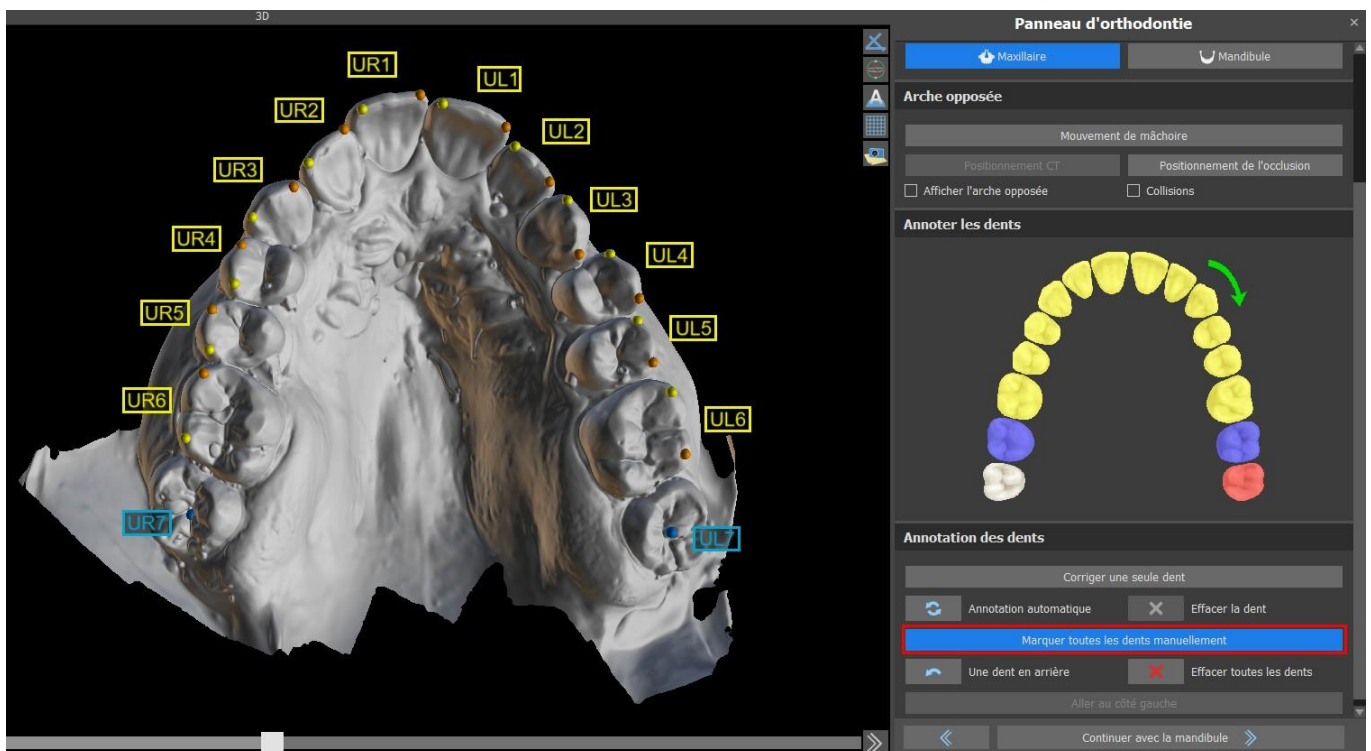 3D
UR1
UL1
UR2
UL2
UR3
UL3
UR4
UL4
UR5
UL5
UR6
UL6
UR7
UL7
Panneau d'orthodontie
Maxillaire
Mandibule
Arche opposée
Mouvement de mâchoire
Positionnement CT
Positionnement de l'occlusion
Afficher l'arche opposée
Collisions
Annoter les dents
Annotation des dents
Corriger une seule dent
Annotation automatique
Effacer la dent
Marquer toutes les dents manuellement
Une dent en arrière
Effacer toutes les dents
Aller au côté gauche
Continuer avec la mandibule